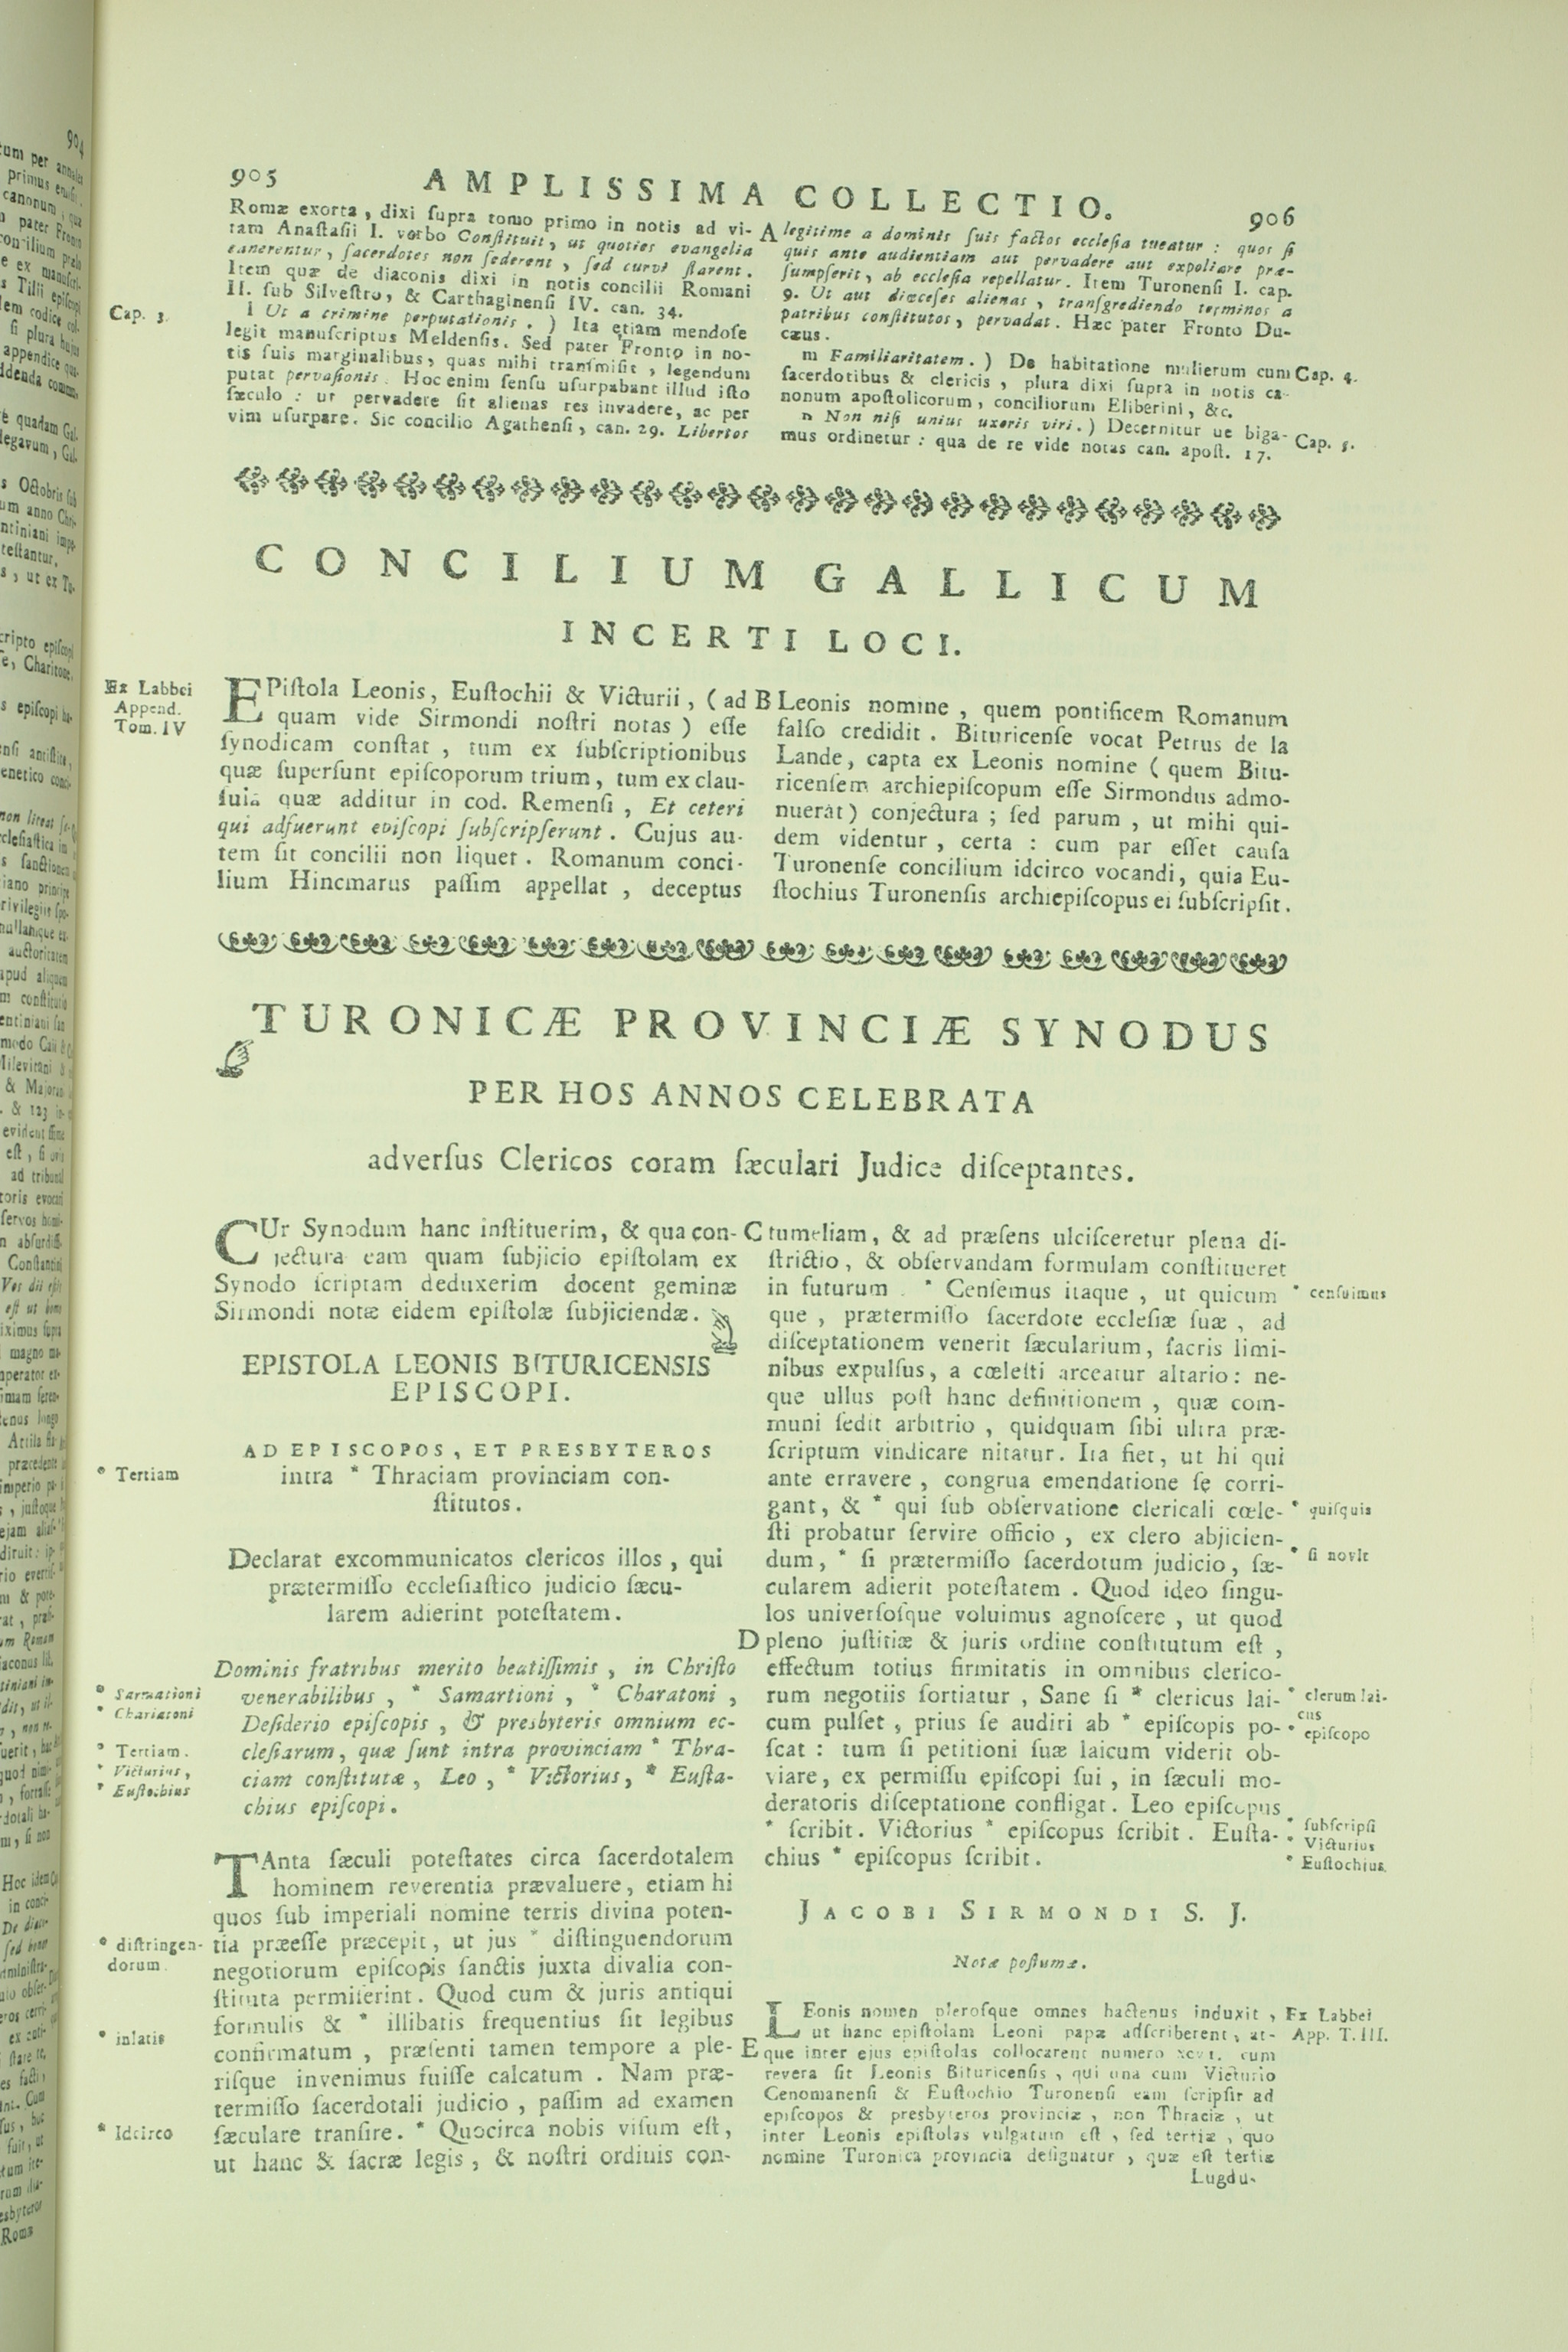 905 AMPLISSIMA COLLECTIO. 906
Romæ exorta, dixi ſupra tomo primo in notis ad vi-
tam Anaſtaſii I. verbo Conſtituit, ut quoties evangelia
canerentur, ſacerdotes non ſederent, ſed curvi ſtarent.
Item quæ de diaconis dixi in notis concilii Romani
II. ſub Silveſtro, & Carthaginenſi IV. can. 34.
Cap. 3.
l Ut a crimine perputationis. ) Ita etiam mendoſe
legit manuſcriptus Meldenſis. Sed pater Fronto in no-
tis ſuis marginalibus, quas mihi tranſmiſit, legendum
putat pervaſionis. Hoc enim ſenſu uſurpabant illud iſto
ſæculo: ut pervadere ſit alienas res invadere, ac per
vim uſurpare. Sic concilio Agathenſi, can. 29. Libertos
A legitime a dominis ſuis factos eccleſia tueatur: quos ſi
quis ante audientiam aut pervadere aut expoliare præ-
ſumpſerit, ab eccleſia repellatur. Item Turonenſi I. cap.
9. Ut aut diœceſes alienas, tranſgrediendo terminos a
patribus conſtitutos, pervadat. Hæc pater Fronto Du-
cæus.
m Familiaritatem. ) De habitatione mulierum cum
Cap. 4.
ſacerdotibus & clericis, plura dixi ſupra in notis ca-
nonum apoſtolicorum, conciliorum Eliberini, &c.
n Non niſi unius uxoris viri. ) Decernitur ne biga-
Cap. 5.
mus ordinetur: qua de re vide notas can. apoſt. 17.
CONCILIUM GALLICUM
INCERTI LOCI.
Ex Labbei
Append.
Tom. IV
EPiſtola Leonis, Euſtochii & Victurii, (ad
quam vide Sirmondi noſtri notas) eſſe
ſynodicam conſtat, tum ex ſubſcriptionibus
quæ ſuperſunt epiſcoporum trium, tum ex clau-
ſula quæ additur in cod. Remenſi, Et ceteri
qui adfuerunt epiſcopi ſubſcripſerunt. Cujus au-
tem ſit concilii non liquet. Romanum conci-
lium Hincmarus paſſim appellat, deceptus
B Leonis nomine, quem pontificem Romanum
falſo credidit. Bituricenſe vocat Petrus de la
Lande, capta ex Leonis nomine (quem Bitu-
ricenſem archiepiſcopum eſſe Sirmondus admo-
nuerat) conjectura; ſed parum, ut mihi qui-
dem videntur, certa: cum par eſſet cauſa
Turonenſe concilium idcirco vocandi, quia Eu-
ſtochius Turonenſis archiepiſcopus ei ſubſcripſit.
TURONICÆ PROVINCIÆ SYNODUS
PER HOS ANNOS CELEBRATA
adverſus Clericos coram ſæculari Judice diſceptantes.
CUr Synodum hanc inſtituerim, & qua con-
jectura eam quam ſubjicio epiſtolam ex
Synodo ſcriptam deduxerim docent geminæ
Sirmondi notæ eidem epiſtolæ ſubjiciendæ.
EPISTOLA LEONIS BITURICENSIS
EPISCOPI.
AD EPISCOPOS, ET PRESBYTEROS
* Tertiam
intra * Thraciam provinciam con-
ſtitutos.
Declarat excommunicatos clericos illos, qui
prætermiſſo eccleſiaſtico judicio ſæcu-
larem adierint poteſtatem.
Dominis fratribus merito beatiſſimis, in Chriſto
* Sarmationi
venerabilibus, * Samartioni, * Charatoni,
* Chariatoni
Deſiderio epiſcopis, & presbyteris omnium ec-
* Tertiam.
cleſiarum, quæ ſunt intra provinciam * Thra-
* Victurius,
ciam conſtitutæ, Leo, * Victorius, * Euſta-
* Euſtochius
chius epiſcopi.
TAnta ſæculi poteſtates circa ſacerdotalem
hominem reverentia prævaluere, etiam hi
quos ſub imperiali nomine terris divina poten-
* diſtringen-
dorum
tia præeſſe præcepit, ut jus * diſtinguendorum
negotiorum epiſcopis ſanctis juxta divalia con-
ſtituta permiſerint. Quod cum & juris antiqui
* inlatis
formulis & * illibatis frequentius ſit legibus
confirmatum, præſenti tamen tempore a ple-
riſque invenimus fuiſſe calcatum. Nam præ-
termiſſo ſacerdotali judicio, paſſim ad examen
* Idcirco
ſæculare tranſire. * Quocirca nobis viſum eſt,
ut hanc & ſacræ legis, & noſtri ordinis con-
C tumeliam, & ad præſens ulciſceretur plena di-
ſtrictio, & obſervandam formulam conſtitueret
in futurum. * Cenſemus itaque, ut quicum
* cenſuimus
que, prætermiſſo ſacerdote eccleſiæ ſuæ, ad
diſceptationem venerit ſæcularium, ſacris limi-
nibus expulſus, a cœleſti arceatur altario: ne-
que ullus poſt hanc definitionem, quæ com-
muni ſedit arbitrio, quidquam ſibi ultra præ-
ſcriptum vindicare nitatur. Ita fiet, ut hi qui
ante erravere, congrua emendatione ſe corri-
gant, & * qui ſub obſervatione clericali cœle-
* quiſquis
ſti probatur ſervire officio, ex clero abjicien-
dum, * ſi prætermiſſo ſacerdotum judicio, ſæ-
* ſi novit
cularem adierit poteſtatem. Quod ideo ſingu-
los univerſoſque voluimus agnoſcere, ut quod
D pleno juſtitiæ & juris ordine conſtitutum eſt,
effectum totius firmitatis in omnibus clerico-
rum negotiis ſortiatur, Sane ſi * clericus lai-
* clerum lai-
cus
cum pulſet, prius ſe audiri ab * epiſcopis po-
* epiſcopo
ſcat: tum ſi petitioni ſuæ laicum viderit ob-
viare, ex permiſſu epiſcopi ſui, in ſæculi mo-
deratoris diſceptatione confligat. Leo epiſcopus
* ſubſcripſi
* ſcribit. Victorius * epiſcopus ſcribit. Euſta-
* Victurius
chius * epiſcopus ſcribit.
* Euſtochius
JACOBI SIRMONDI S. J.
Notæ poſtumæ.
LEonis nomen pleroſque omnes hactenus induxit,
Ex Labbei
App. T. III.
ut hanc epiſtolam Leoni papæ adſcriberent, at-
E que inter ejus epiſtolas collocarent numero XCVI. cum
revera ſit Leonis Bituricenſis, qui una cum Victurio
Cenomanenſi & Euſtochio Turonenſi eam ſcripſit ad
epiſcopos & presbyteros provinciæ, non Thraciæ, ut
inter Leonis epiſtolas vulgatum eſt, ſed tertiæ, quo
nomine Turonica provincia deſignatur, quæ eſt tertia
Lugdu-